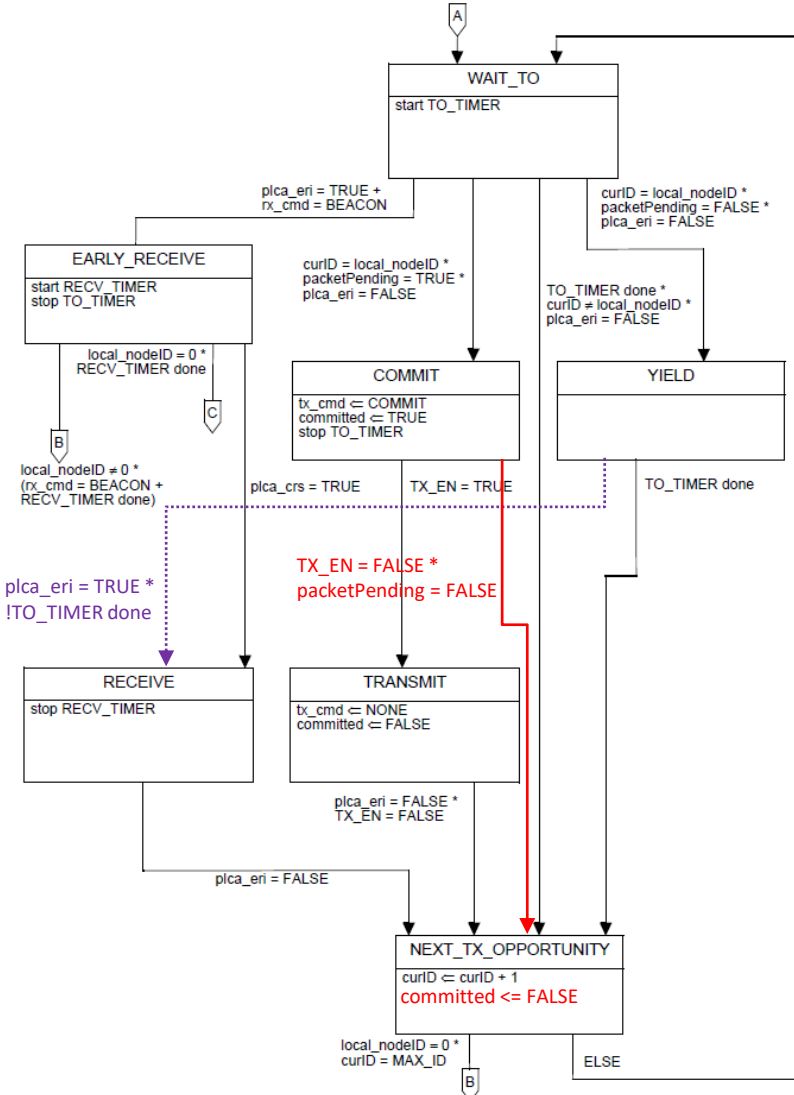 A
WAIT_TO
start TO_TIMER
plca_eri = TRUE +
rx_cmd = BEACON
curID = local_nodeID *
packetPending = FALSE *
plca_eri = FALSE
EARLY_RECEIVE
start RECV_TIMER
stop TO_TIMER
curID = local_nodeID *
packetPending = TRUE *
plca_eri = FALSE
TO_TIMER done *
curID ≠ local_nodeID *
plca_eri = FALSE
local_nodeID = 0 *
RECV_TIMER done
C
B
local_nodeID ≠ 0 *
(rx_cmd = BEACON +
RECV_TIMER done)
COMMIT
tx_cmd ⇐ COMMIT
committed ⇐ TRUE
stop TO_TIMER
YIELD
plca_crs = TRUE
TX_EN = TRUE
TO_TIMER done
plca_eri = TRUE *
!TO_TIMER done
TX_EN = FALSE *
packetPending = FALSE
RECEIVE
stop RECV_TIMER
TRANSMIT
tx_cmd ⇐ NONE
committed ⇐ FALSE
plca_eri = FALSE *
TX_EN = FALSE
plca_eri = FALSE
NEXT_TX_OPPORTUNITY
curID ⇐ curID + 1
committed <= FALSE
local_nodeID = 0 *
curID = MAX_ID
B
ELSE